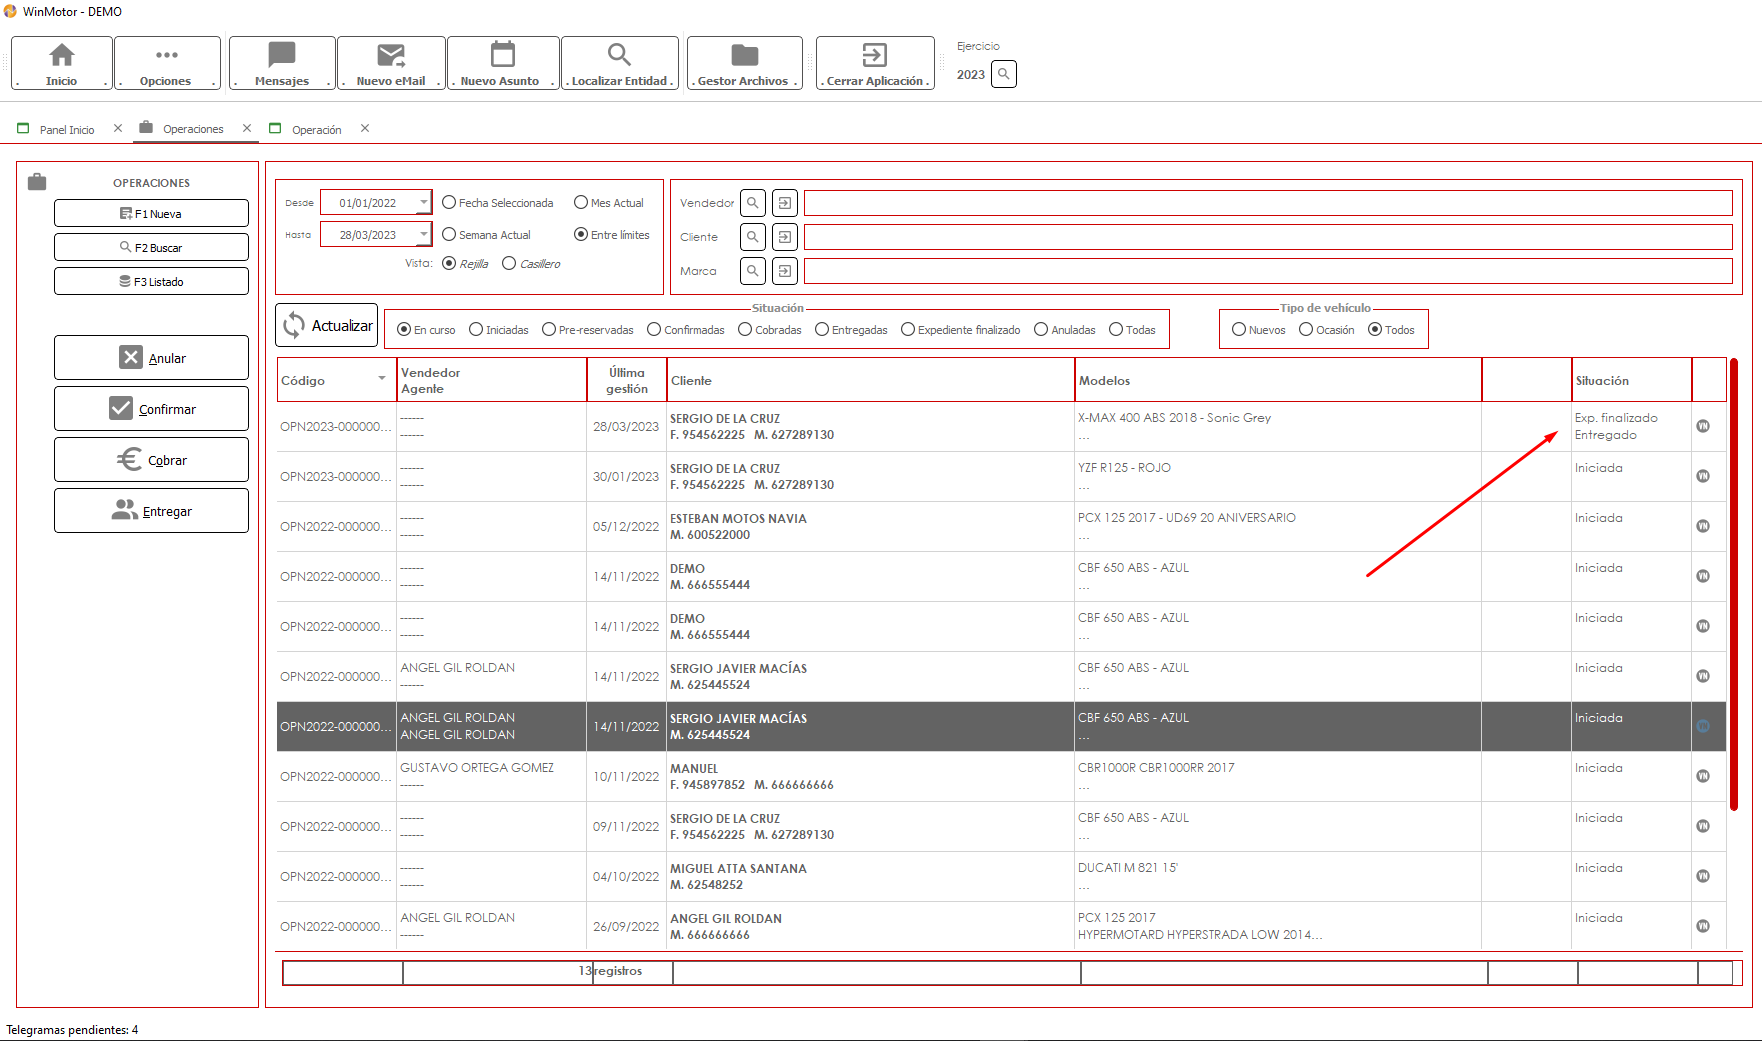 WinMotor - DEMO
. Inicio .
. Opciones .
. Mensajes .
. Nuevo eMail .
. Nuevo Asunto .
. Localizar Entidad .
. Gestor Archivos .
. Cerrar Aplicación .
Ejercicio
2023
Panel Inicio
Operaciones
Operación
OPERACIONES
F1 Nueva
F2 Buscar
F3 Listado
Anular
Confirmar
Cobrar
Entregar
Desde 01/01/2022 Fecha Seleccionada Mes Actual
Hasta 28/03/2023 Semana Actual Entre límites
Vista: Rejilla Casillero
Vendedor
Cliente
Marca
Actualizar
Situación
En curso Iniciadas Pre-reservadas Confirmadas Cobradas Entregadas Expediente finalizado Anuladas Todas
Tipo de vehículo
Nuevos Ocasión Todos
Código
Vendedor
Agente
Última
gestión
Cliente
Modelos
Situación
OPN2023-000000...
------
------
28/03/2023
SERGIO DE LA CRUZ
F. 954562225 M. 627289130
X-MAX 400 ABS 2018 - Sonic Grey
...
Exp. finalizado
Entregado
VN
OPN2023-000000...
------
------
30/01/2023
SERGIO DE LA CRUZ
F. 954562225 M. 627289130
YZF R125 - ROJO
...
Iniciada
VN
OPN2022-000000...
------
------
05/12/2022
ESTEBAN MOTOS NAVIA
M. 600522000
PCX 125 2017 - UD69 20 ANIVERSARIO
...
Iniciada
VN
OPN2022-000000...
------
------
14/11/2022
DEMO
M. 666555444
CBF 650 ABS - AZUL
...
Iniciada
VN
OPN2022-000000...
------
------
14/11/2022
DEMO
M. 666555444
CBF 650 ABS - AZUL
...
Iniciada
VN
OPN2022-000000...
ANGEL GIL ROLDAN
------
14/11/2022
SERGIO JAVIER MACÍAS
M. 625445524
CBF 650 ABS - AZUL
...
Iniciada
VN
OPN2022-000000...
ANGEL GIL ROLDAN
ANGEL GIL ROLDAN
14/11/2022
SERGIO JAVIER MACÍAS
M. 625445524
CBF 650 ABS - AZUL
...
Iniciada
VN
OPN2022-000000...
GUSTAVO ORTEGA GOMEZ
------
10/11/2022
MANUEL
F. 945897852 M. 666666666
CBR1000R CBR1000RR 2017
...
Iniciada
VN
OPN2022-000000...
------
------
09/11/2022
SERGIO DE LA CRUZ
F. 954562225 M. 627289130
CBF 650 ABS - AZUL
...
Iniciada
VN
OPN2022-000000...
------
------
04/10/2022
MIGUEL ATTA SANTANA
M. 62548252
DUCATI M 821 15'
...
Iniciada
VN
OPN2022-000000...
ANGEL GIL ROLDAN
------
26/09/2022
ANGEL GIL ROLDAN
M. 666666666
PCX 125 2017
HYPERMOTARD HYPERSTRADA LOW 2014...
Iniciada
VN
13 registros
Telegramas pendientes: 4